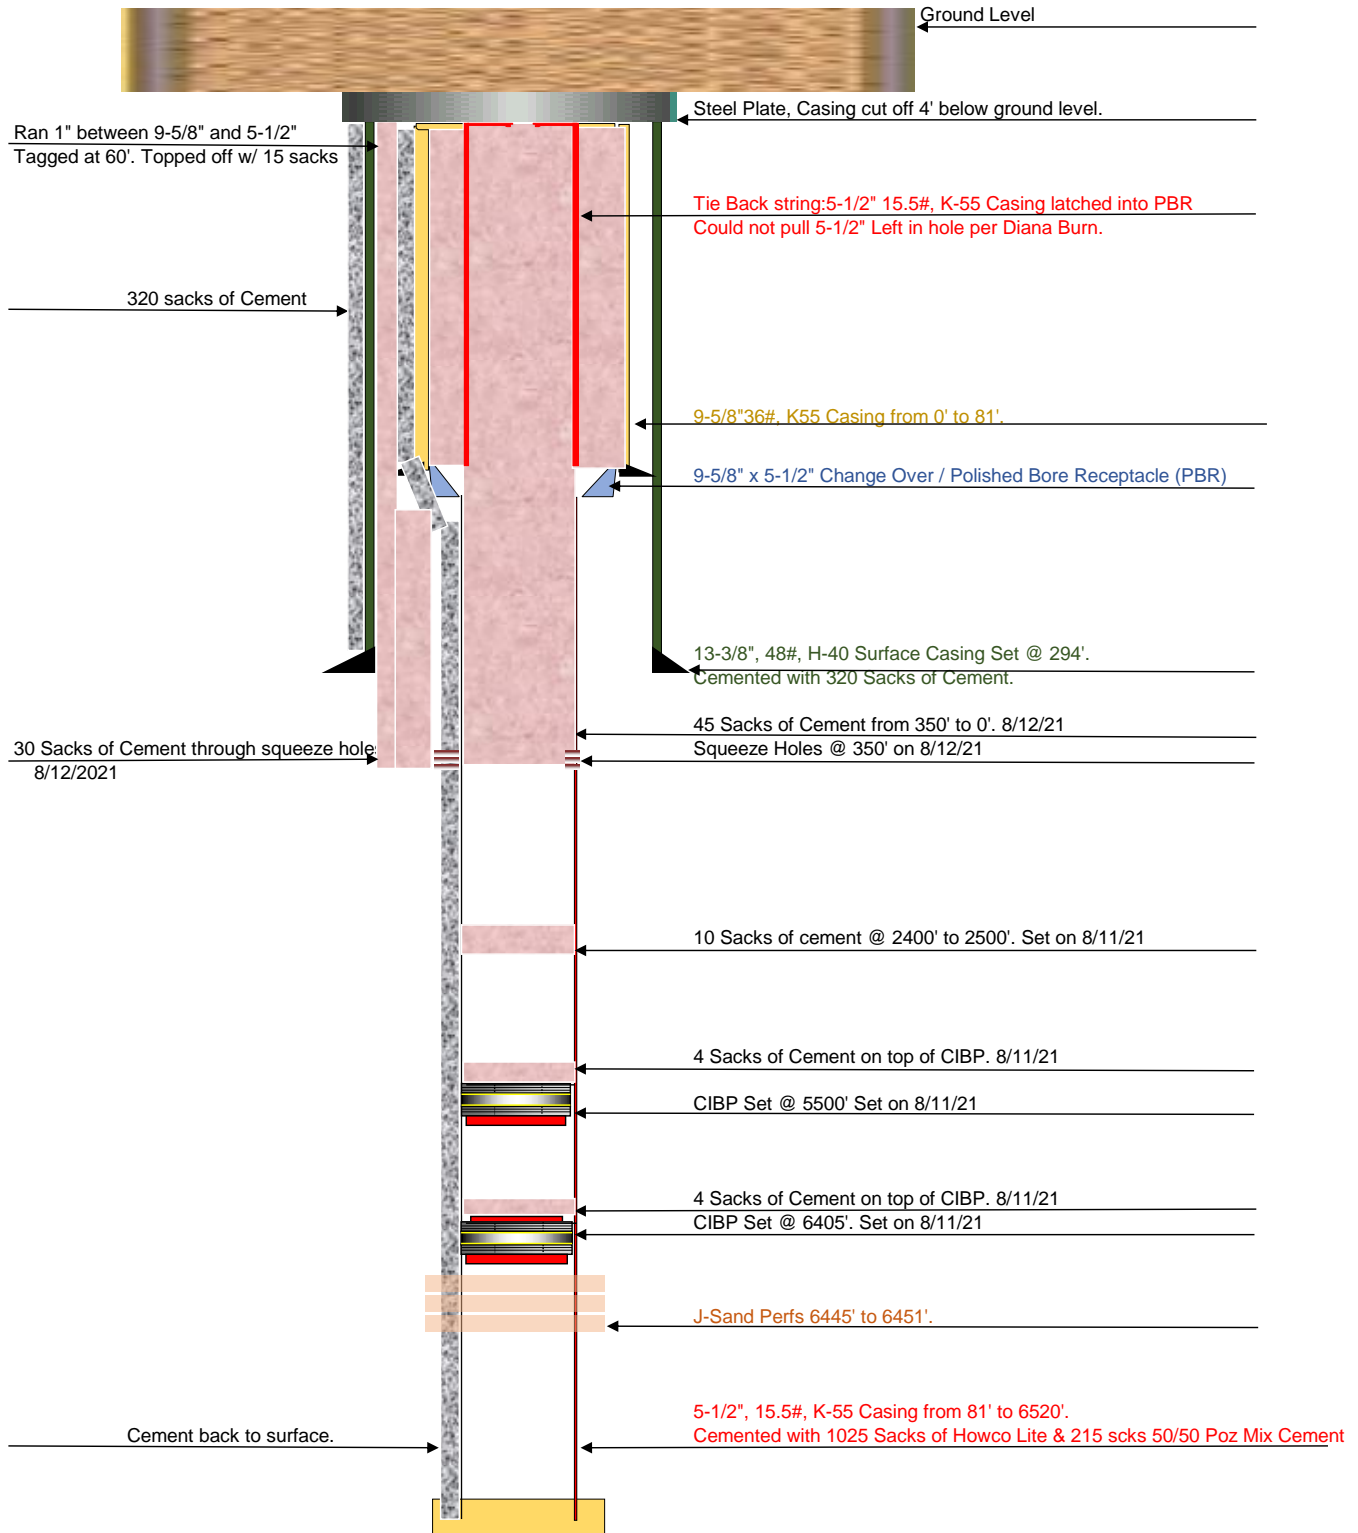 Ground Level
Steel Plate, Casing cut off 4' below ground level.
Ran 1" between 9-5/8" and 5-1/2"
Tagged at 60'. Topped off w/ 15 sacks
Tie Back string:5-1/2" 15.5#, K-55 Casing latched into PBR
Could not pull 5-1/2" Left in hole per Diana Burn.
320 sacks of Cement
9-5/8"36#, K55 Casing from 0' to 81'.
9-5/8" x 5-1/2" Change Over / Polished Bore Receptacle (PBR)
13-3/8", 48#, H-40 Surface Casing Set @ 294'.
Cemented with 320 Sacks of Cement.
45 Sacks of Cement from 350' to 0'. 8/12/21
Squeeze Holes @ 350' on 8/12/21
30 Sacks of Cement through squeeze hole
8/12/2021
10 Sacks of cement @ 2400' to 2500'. Set on 8/11/21
4 Sacks of Cement on top of CIBP. 8/11/21
CIBP Set @ 5500' Set on 8/11/21
4 Sacks of Cement on top of CIBP. 8/11/21
CIBP Set @ 6405'. Set on 8/11/21
J-Sand Perfs 6445' to 6451'.
5-1/2", 15.5#, K-55 Casing from 81' to 6520'.
Cemented with 1025 Sacks of Howco Lite & 215 scks 50/50 Poz Mix Cement
Cement back to surface.